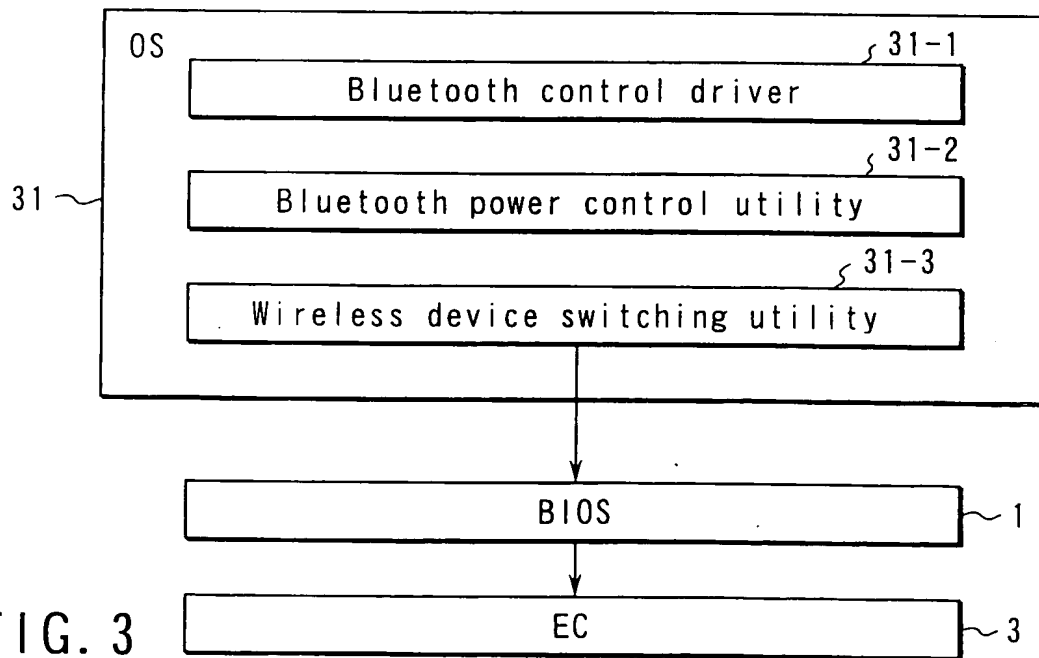 OS
31-1
Bluetooth control driver
31-2
31
Bluetooth power control utility
31-3
Wireless device switching utility
BIOS
1
EC
3
FIG. 3